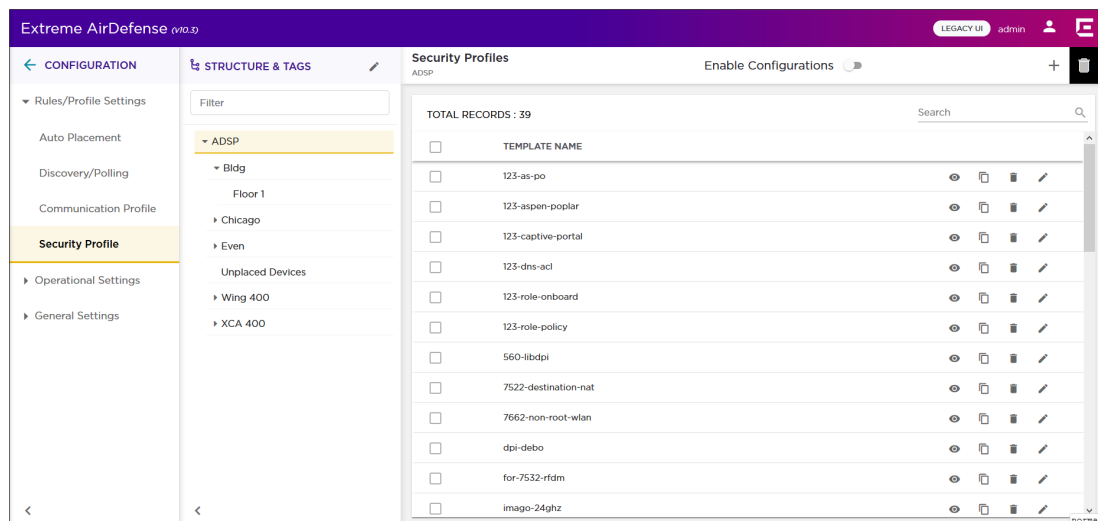 Extreme AirDefense (v10.3)
LEGACY UI
admin
CONFIGURATION
Rules/Profile Settings
Auto Placement
Discovery/Polling
Communication Profile
Security Profile
Operational Settings
General Settings
STRUCTURE & TAGS
Filter
ADSP
Bldg
Floor 1
Chicago
Even
Unplaced Devices
Wing 400
XCA 400
Security Profiles
ADSP
Enable Configurations
TOTAL RECORDS : 39
Search
TEMPLATE NAME
123-as-po
123-aspen-poplar
123-captive-portal
123-dns-acl
123-role-onboard
123-role-policy
560-libdpi
7522-destination-nat
7662-non-root-wlan
dpi-debo
for-7532-rfdm
imago-24ghz